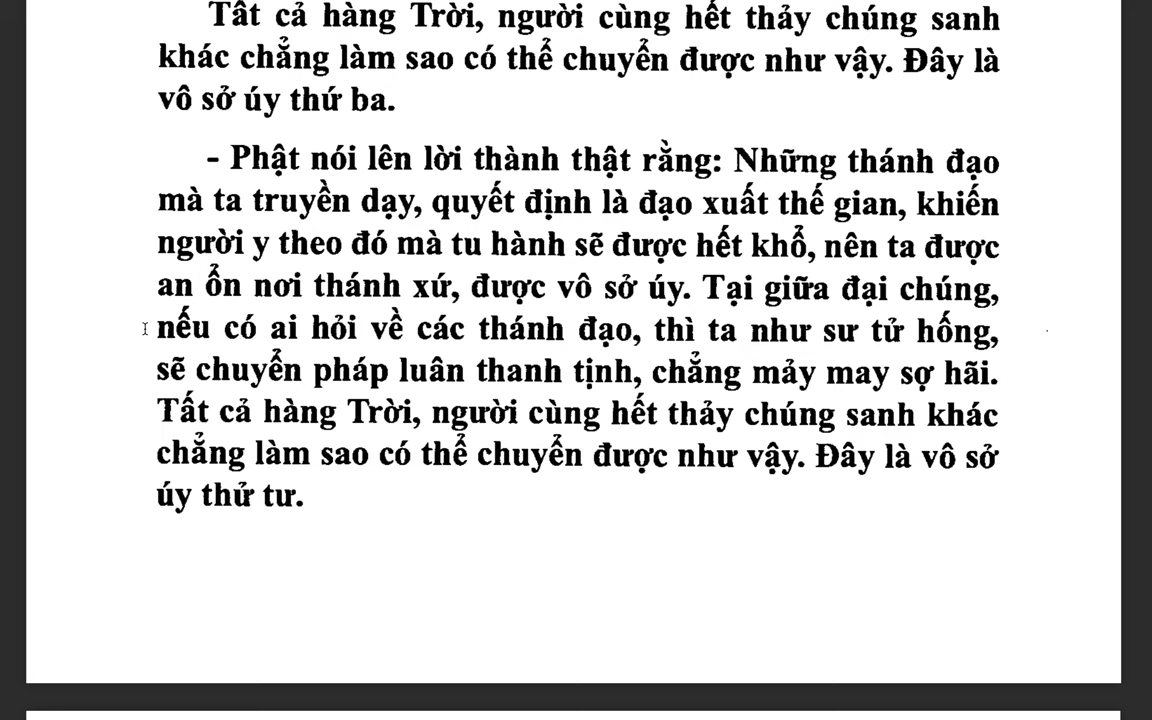 Tất cả hàng Trời, người cùng hết thảy chúng sanh
khác chẳng làm sao có thể chuyển được như vậy. Đây là
vô sở úy thứ ba.
- Phật nói lên lời thành thật rằng: Những thánh đạo
mà ta truyền dạy, quyết định là đạo xuất thế gian, khiến
người y theo đó mà tu hành sẽ được hết khổ, nên ta được
an ổn nơi thánh xứ, được vô sở úy. Tại giữa đại chúng,
nếu có ai hỏi về các thánh đạo, thì ta như sư tử hống,
sẽ chuyển pháp luân thanh tịnh, chẳng mảy may sợ hãi.
Tất cả hàng Trời, người cùng hết thảy chúng sanh khác
chẳng làm sao có thể chuyển được như vậy. Đây là vô sở
úy thử tư.